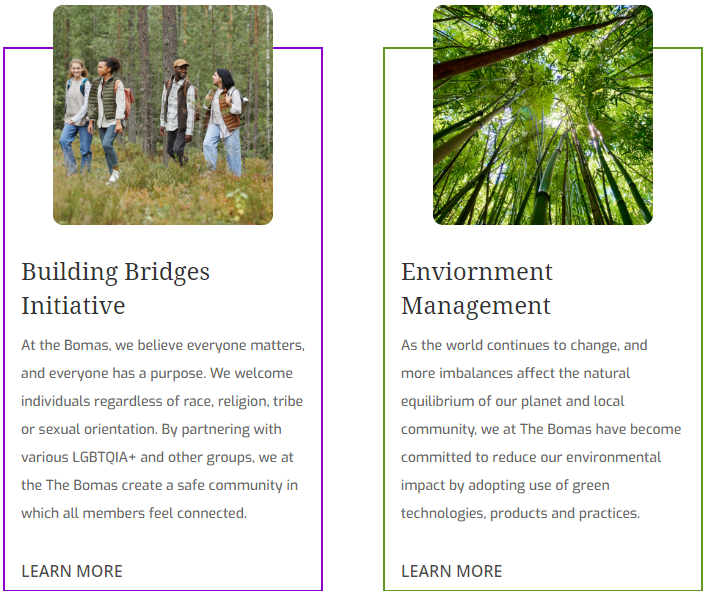 Building Bridges
Initiative
At the Bomas, we believe everyone matters,
and everyone has a purpose. We welcome
individuals regardless of race, religion, tribe
or sexual orientation. By partnering with
various LGBTQIA+ and other groups, we at
the The Bomas create a safe community in
which all members feel connected.
LEARN MORE
Enviornment
Management
As the world continues to change, and
more imbalances affect the natural
equilibrium of our planet and local
community, we at The Bomas have become
committed to reduce our environmental
impact by adopting use of green
technologies, products and practices.
LEARN MORE